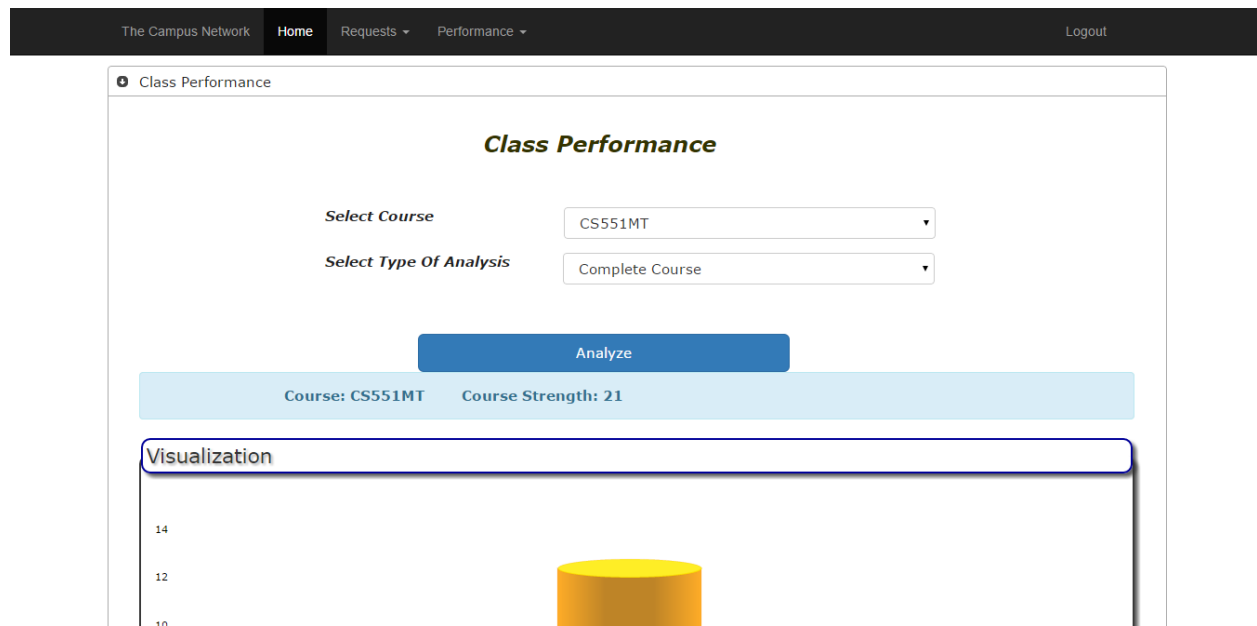 The Campus Network Home Requests Performance Logout
Class Performance
Class Performance
Select Course CS551MT
Select Type Of Analysis Complete Course
Analyze
Course: CS551MT Course Strength: 21
Visualization
14
12
10